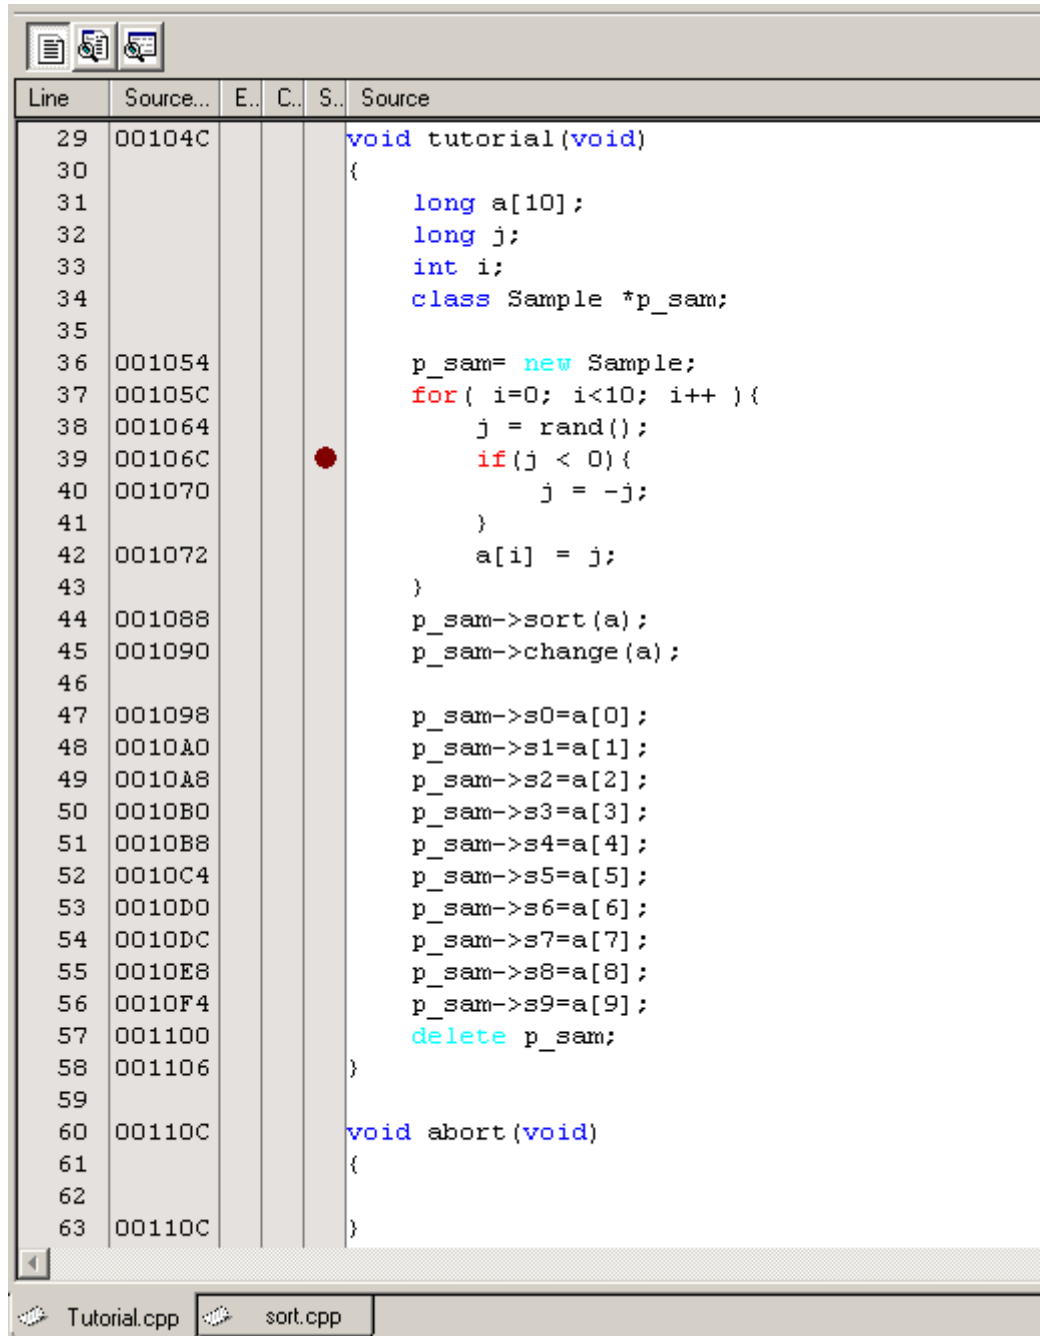 Line Source... E.. C.. S.. Source
29 00104C void tutorial(void)
30 {
31 long a[10];
32 long j;
33 int i;
34 class Sample *p_sam;
35
36 001054 p_sam= new Sample;
37 00105C for( i=0; i<10; i++ ){
38 001064 j = rand();
39 00106C if(j < 0){
40 001070 j = -j;
41 }
42 001072 a[i] = j;
43 }
44 001088 p_sam->sort(a);
45 001090 p_sam->change(a);
46
47 001098 p_sam->s0=a[0];
48 0010A0 p_sam->s1=a[1];
49 0010A8 p_sam->s2=a[2];
50 0010B0 p_sam->s3=a[3];
51 0010B8 p_sam->s4=a[4];
52 0010C4 p_sam->s5=a[5];
53 0010D0 p_sam->s6=a[6];
54 0010DC p_sam->s7=a[7];
55 0010E8 p_sam->s8=a[8];
56 0010F4 p_sam->s9=a[9];
57 001100 delete p_sam;
58 001106 }
59
60 00110C void abort(void)
61 {
62
63 00110C }
Tutorial.cpp sort.cpp